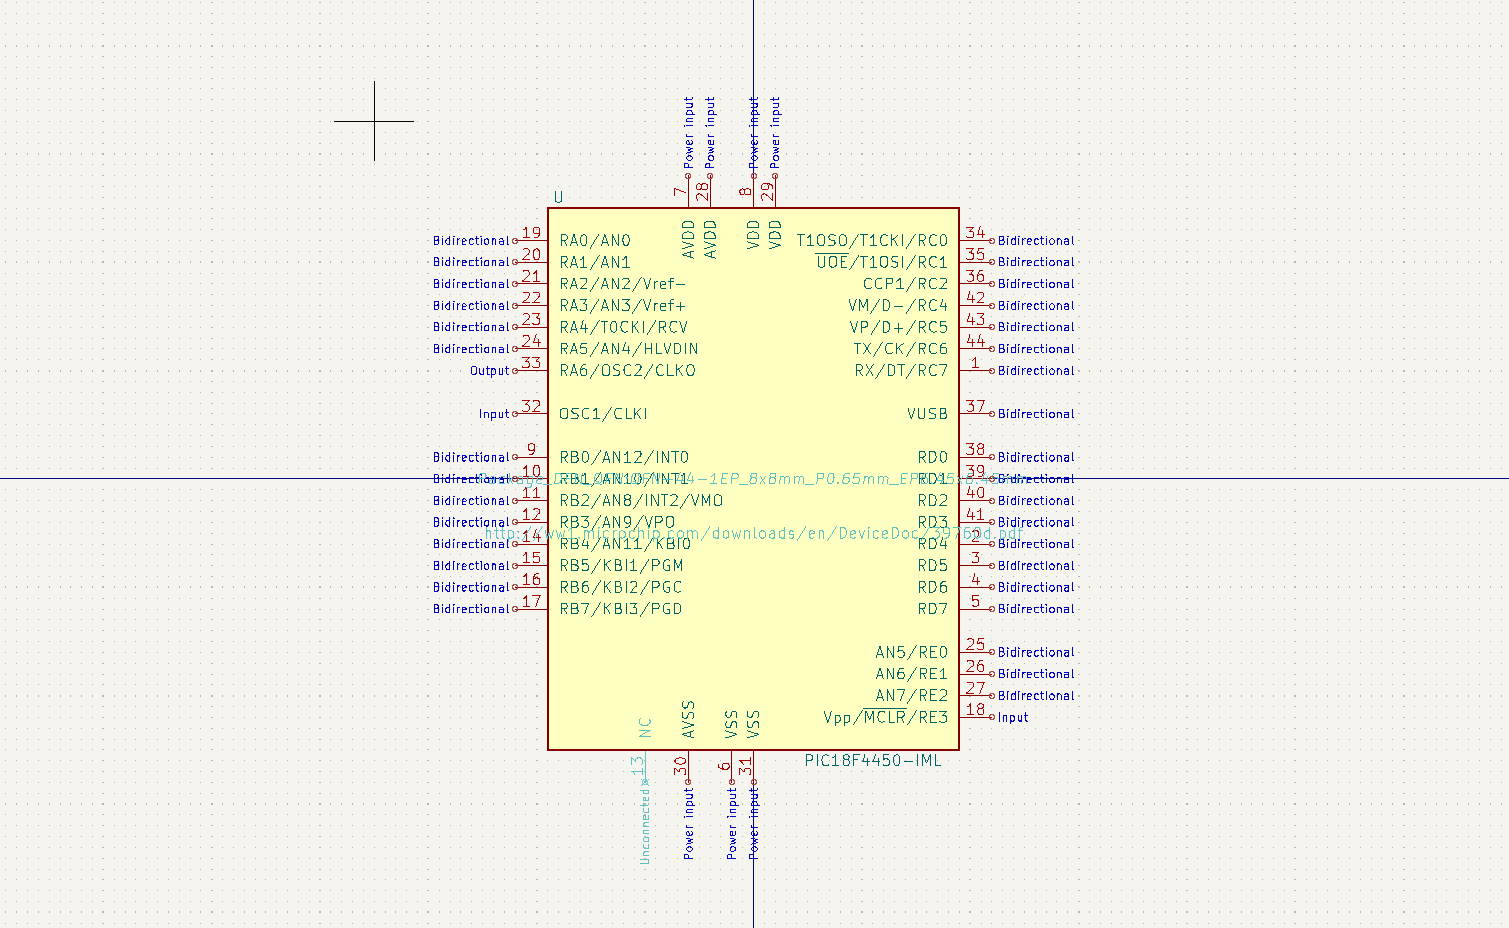 Power input Power input Power input Power input
7 28 8 29
U
AVDD AVDD VDD VDD
Bidirectional 19 RA0/AN0 T1OSO/T1CKI/RC0 34 Bidirectional
Bidirectional 20 RA1/AN1 UOE/T1OSI/RC1 35 Bidirectional
Bidirectional 21 RA2/AN2/Vref- CCP1/RC2 36 Bidirectional
Bidirectional 22 RA3/AN3/Vref+ VM/D-/RC4 42 Bidirectional
Bidirectional 23 RA4/T0CKI/RCV VP/D+/RC5 43 Bidirectional
Bidirectional 24 RA5/AN4/HLVDIN TX/CK/RC6 44 Bidirectional
Output 33 RA6/OSC2/CLKO RX/DT/RC7 1 Bidirectional
Input 32 OSC1/CLKI VUSB 37 Bidirectional
Bidirectional 9 RB0/AN12/INT0 RD0 38 Bidirectional
Bidirectional 10 RB1/AN10/INT1 RD1 39 Bidirectional
Bidirectional 11 RB2/AN8/INT2/VMO RD2 40 Bidirectional
Bidirectional 12 RB3/AN9/VPO RD3 41 Bidirectional
http://ww1.microchip.com/downloads/en/DeviceDoc/39760d.pdf
Bidirectional 14 RB4/AN11/KBI0 RD4 2 Bidirectional
Bidirectional 15 RB5/KBI1/PGM RD5 3 Bidirectional
Bidirectional 16 RB6/KBI2/PGC RD6 4 Bidirectional
Bidirectional 17 RB7/KBI3/PGD RD7 5 Bidirectional
AN5/RE0 25 Bidirectional
AN6/RE1 26 Bidirectional
AN7/RE2 27 Bidirectional
Vpp/MCLR/RE3 18 Input
NC AVSS VSS VSS
PIC18F4450-IML
13 30 6 31
Unconnected Power input Power input Power input